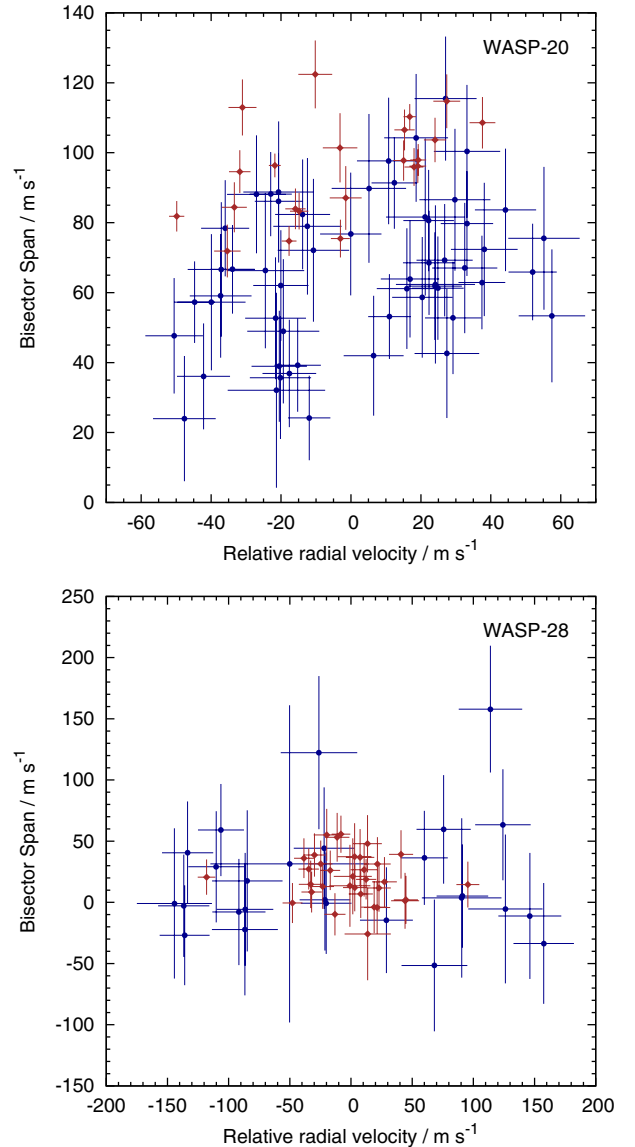 140
WASP-20
120
100
80
60
40
20
0
Bisector Span / m s⁻¹
-60 -40 -20 0 20 40 60
Relative radial velocity / m s⁻¹
250
WASP-28
200
150
100
50
0
-50
-100
-150
Bisector Span / m s⁻¹
-200 -150 -100 -50 0 50 100 150 200
Relative radial velocity / m s⁻¹